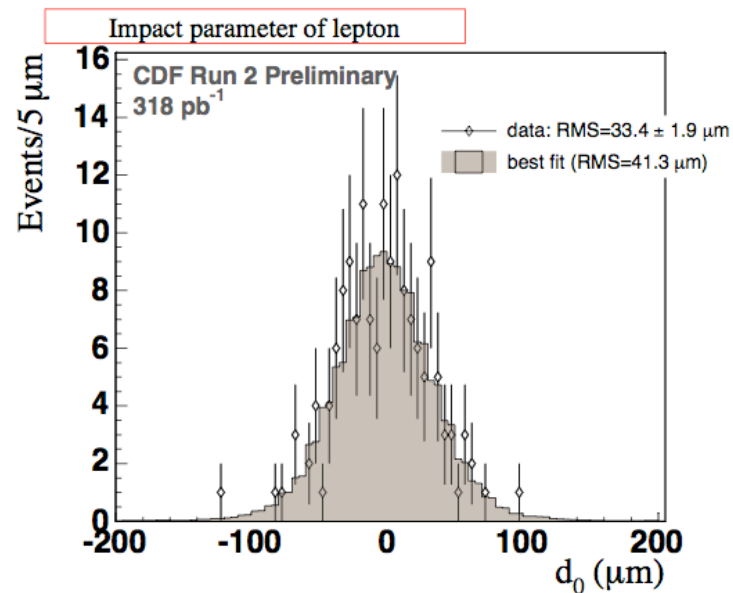 Impact parameter of lepton
CDF Run 2 Preliminary
318 pb⁻¹
data: RMS=33.4 ± 1.9 μm
best fit (RMS=41.3 μm)
Events/5 μm
16
14
12
10
8
6
4
2
0
-200 -100 0 100 200
d₀ (μm)